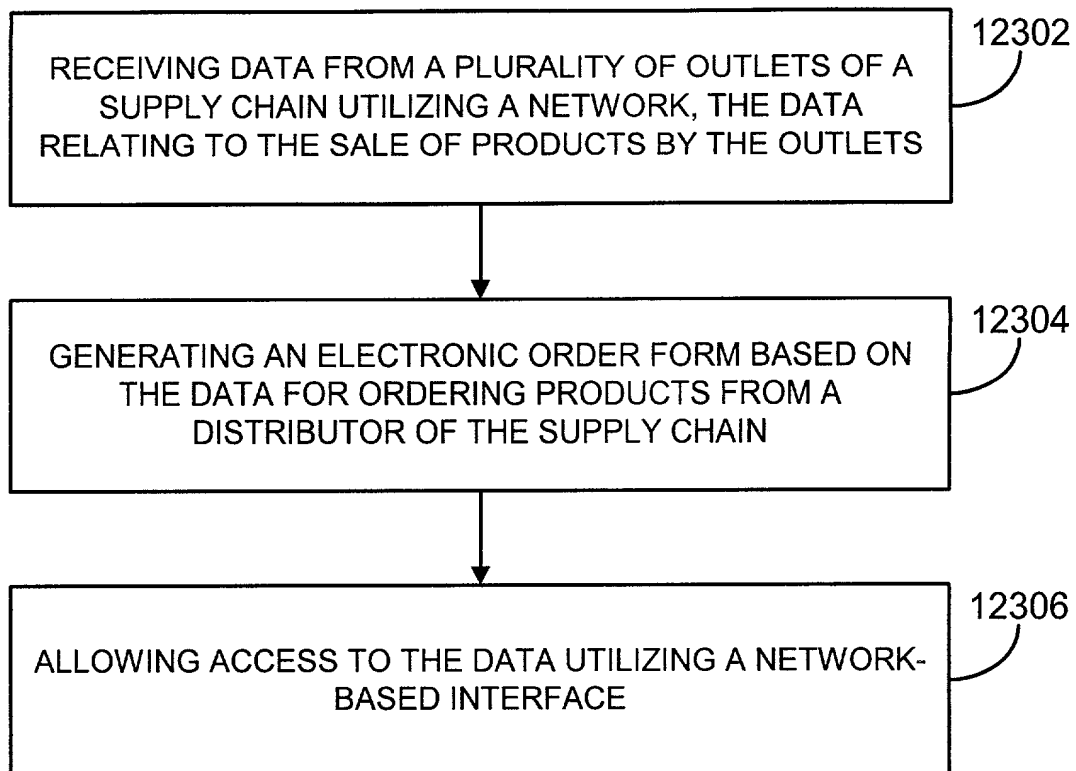 12302
RECEIVING DATA FROM A PLURALITY OF OUTLETS OF A
SUPPLY CHAIN UTILIZING A NETWORK, THE DATA
RELATING TO THE SALE OF PRODUCTS BY THE OUTLETS
12304
GENERATING AN ELECTRONIC ORDER FORM BASED ON
THE DATA FOR ORDERING PRODUCTS FROM A
DISTRIBUTOR OF THE SUPPLY CHAIN
12306
ALLOWING ACCESS TO THE DATA UTILIZING A NETWORK-
BASED INTERFACE